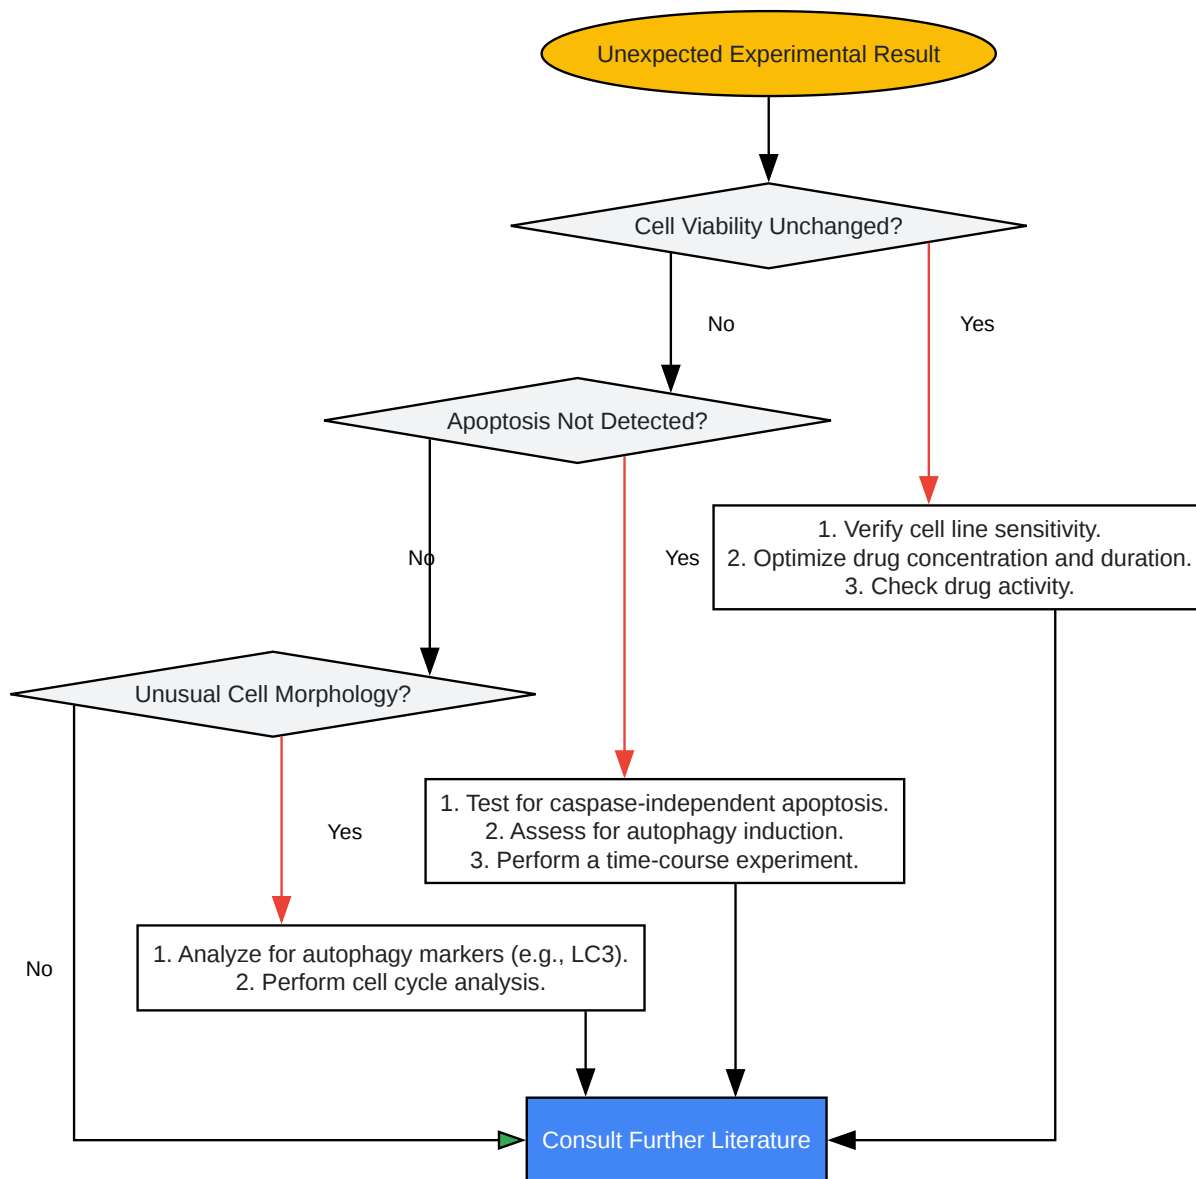 Unexpected Experimental Result
Cell Viability Unchanged?
No
Yes
Apoptosis Not Detected?
1. Verify cell line sensitivity.
2. Optimize drug concentration and duration.
3. Check drug activity.
No
Yes
Unusual Cell Morphology?
1. Test for caspase-independent apoptosis.
2. Assess for autophagy induction.
3. Perform a time-course experiment.
Yes
1. Analyze for autophagy markers (e.g., LC3).
2. Perform cell cycle analysis.
No
Consult Further Literature